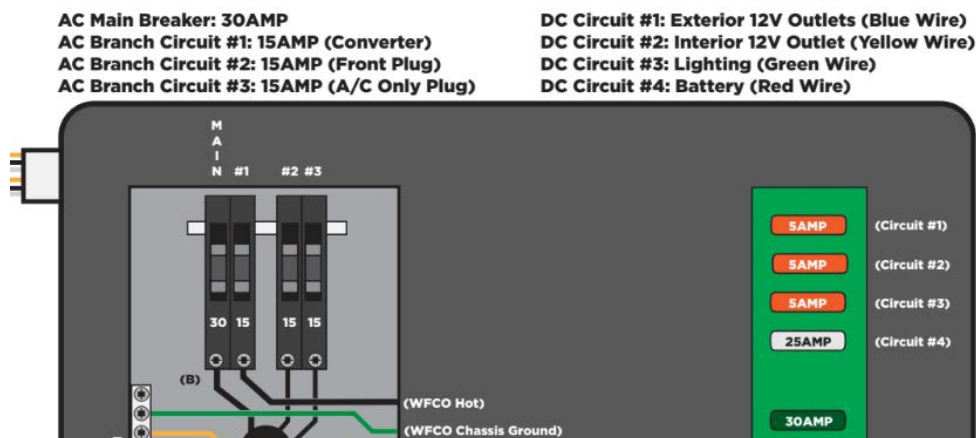 AC Main Breaker: 30AMP
AC Branch Circuit #1: 15AMP (Converter)
AC Branch Circuit #2: 15AMP (Front Plug)
AC Branch Circuit #3: 15AMP (A/C Only Plug)
DC Circuit #1: Exterior 12V Outlets (Blue Wire)
DC Circuit #2: Interior 12V Outlet (Yellow Wire)
DC Circuit #3: Lighting (Green Wire)
DC Circuit #4: Battery (Red Wire)
MAIN #1 #2 #3
30 15 15 15
(B)
(WFCO Hot)
(WFCO Chassis Ground)
5AMP (Circuit #1)
5AMP (Circuit #2)
5AMP (Circuit #3)
25AMP (Circuit #4)
30AMP